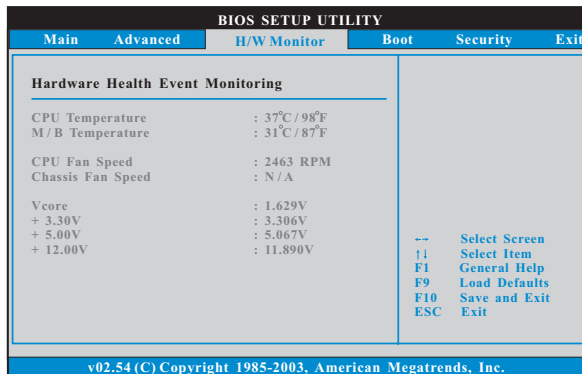 BIOS SETUP UTILITY
Main Advanced H/W Monitor Boot Security Exit
Hardware Health Event Monitoring
CPU Temperature : 37°C / 98°F
M / B Temperature : 31°C / 87°F
CPU Fan Speed : 2463 RPM
Chassis Fan Speed : N / A
Vcore : 1.629V
+ 3.30V : 3.306V
+ 5.00V : 5.067V
+ 12.00V : 11.890V
←→ Select Screen
↑↓ Select Item
F1 General Help
F9 Load Defaults
F10 Save and Exit
ESC Exit
v02.54 (C) Copyright 1985-2003, American Megatrends, Inc.